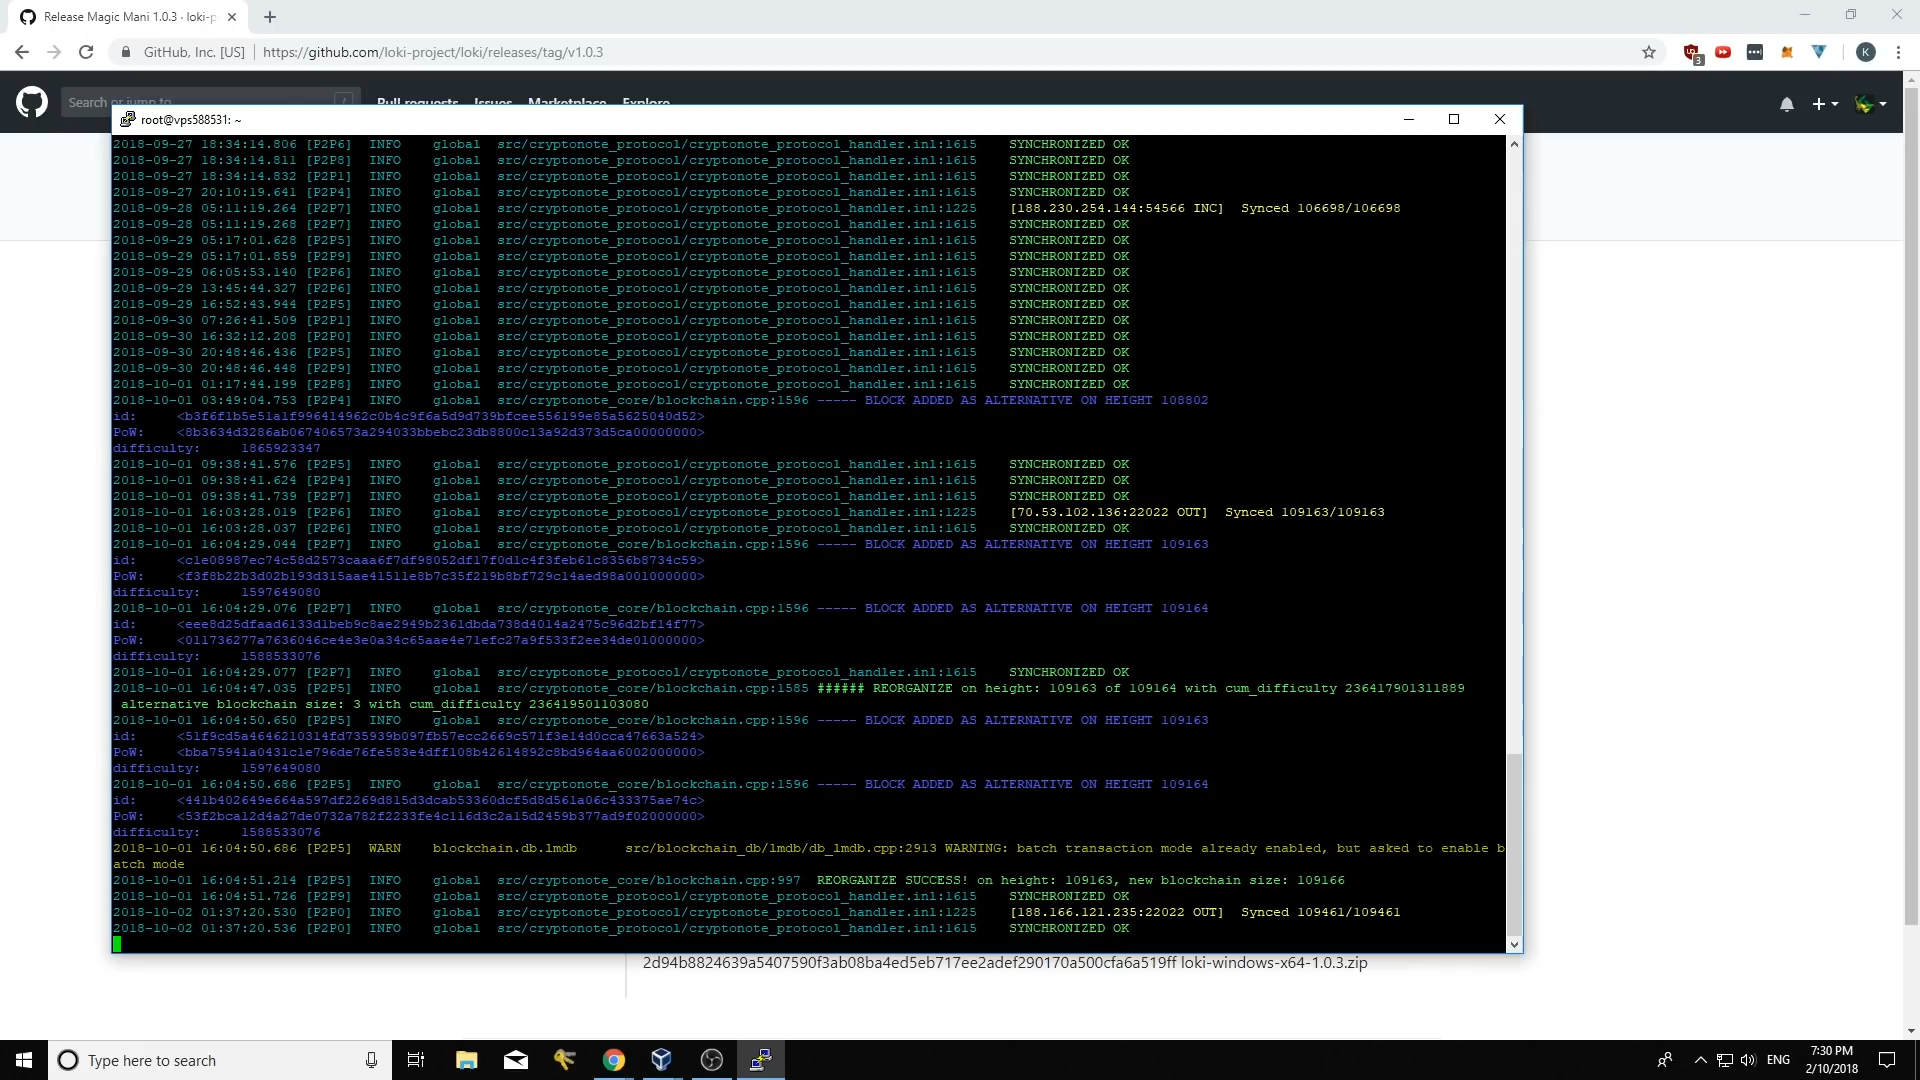 Release Magic Mani 1.0.3 · loki-p
GitHub, Inc. [US] | https://github.com/loki-project/loki/releases/tag/v1.0.3
3
K
Search or jump to
/
Pull requests Issues Marketplace Explore
root@vps588531: ~
2018-09-27 18:34:14.806 [P2P6] INFO global src/cryptonote_protocol/cryptonote_protocol_handler.inl:1615 SYNCHRONIZED OK
2018-09-27 18:34:14.811 [P2P8] INFO global src/cryptonote_protocol/cryptonote_protocol_handler.inl:1615 SYNCHRONIZED OK
2018-09-27 18:34:14.832 [P2P1] INFO global src/cryptonote_protocol/cryptonote_protocol_handler.inl:1615 SYNCHRONIZED OK
2018-09-27 20:10:19.641 [P2P4] INFO global src/cryptonote_protocol/cryptonote_protocol_handler.inl:1615 SYNCHRONIZED OK
2018-09-28 05:11:19.264 [P2P7] INFO global src/cryptonote_protocol/cryptonote_protocol_handler.inl:1225 [188.230.254.144:54566 INC] Synced 106698/106698
2018-09-28 05:11:19.268 [P2P7] INFO global src/cryptonote_protocol/cryptonote_protocol_handler.inl:1615 SYNCHRONIZED OK
2018-09-29 05:17:01.628 [P2P5] INFO global src/cryptonote_protocol/cryptonote_protocol_handler.inl:1615 SYNCHRONIZED OK
2018-09-29 05:17:01.859 [P2P9] INFO global src/cryptonote_protocol/cryptonote_protocol_handler.inl:1615 SYNCHRONIZED OK
2018-09-29 06:05:53.140 [P2P6] INFO global src/cryptonote_protocol/cryptonote_protocol_handler.inl:1615 SYNCHRONIZED OK
2018-09-29 13:45:44.327 [P2P6] INFO global src/cryptonote_protocol/cryptonote_protocol_handler.inl:1615 SYNCHRONIZED OK
2018-09-29 16:52:43.944 [P2P5] INFO global src/cryptonote_protocol/cryptonote_protocol_handler.inl:1615 SYNCHRONIZED OK
2018-09-30 07:26:41.509 [P2P1] INFO global src/cryptonote_protocol/cryptonote_protocol_handler.inl:1615 SYNCHRONIZED OK
2018-09-30 16:32:12.208 [P2P0] INFO global src/cryptonote_protocol/cryptonote_protocol_handler.inl:1615 SYNCHRONIZED OK
2018-09-30 20:48:46.436 [P2P5] INFO global src/cryptonote_protocol/cryptonote_protocol_handler.inl:1615 SYNCHRONIZED OK
2018-09-30 20:48:46.448 [P2P9] INFO global src/cryptonote_protocol/cryptonote_protocol_handler.inl:1615 SYNCHRONIZED OK
2018-10-01 01:17:44.199 [P2P8] INFO global src/cryptonote_protocol/cryptonote_protocol_handler.inl:1615 SYNCHRONIZED OK
2018-10-01 03:49:04.753 [P2P4] INFO global src/cryptonote_core/blockchain.cpp:1596 ----- BLOCK ADDED AS ALTERNATIVE ON HEIGHT 108802
id: <b3f6f1b5e51a1f996414962c0b4c9f6a5d9d739bfcee556199e85a5625040d52>
PoW: <8b3634d3286ab067406573a294033bbebc23db8800c13a92d373d5ca00000000>
difficulty: 1865923347
2018-10-01 09:38:41.576 [P2P5] INFO global src/cryptonote_protocol/cryptonote_protocol_handler.inl:1615 SYNCHRONIZED OK
2018-10-01 09:38:41.624 [P2P4] INFO global src/cryptonote_protocol/cryptonote_protocol_handler.inl:1615 SYNCHRONIZED OK
2018-10-01 09:38:41.739 [P2P7] INFO global src/cryptonote_protocol/cryptonote_protocol_handler.inl:1615 SYNCHRONIZED OK
2018-10-01 16:03:28.019 [P2P6] INFO global src/cryptonote_protocol/cryptonote_protocol_handler.inl:1225 [70.53.102.136:22022 OUT] Synced 109163/109163
2018-10-01 16:03:28.037 [P2P6] INFO global src/cryptonote_protocol/cryptonote_protocol_handler.inl:1615 SYNCHRONIZED OK
2018-10-01 16:04:29.044 [P2P7] INFO global src/cryptonote_core/blockchain.cpp:1596 ----- BLOCK ADDED AS ALTERNATIVE ON HEIGHT 109163
id: <c1e08987ec74c58d2573caaa6f7df98052df17f0d1c4f3feb61c8356b8734c59>
PoW: <f3f8b22b3d02b193d315aae41511e8b7c35f219b8bf729c14aed98a001000000>
difficulty: 1597649080
2018-10-01 16:04:29.076 [P2P7] INFO global src/cryptonote_core/blockchain.cpp:1596 ----- BLOCK ADDED AS ALTERNATIVE ON HEIGHT 109164
id: <eee8d25dfaad6133d1beb9c8ae2949b2361dbda738d4014a2475c96d2bf14f77>
PoW: <011736277a7636046ce4e3e0a34c65aae4e71efc27a9f533f2ee34de01000000>
difficulty: 1588533076
2018-10-01 16:04:29.077 [P2P7] INFO global src/cryptonote_protocol/cryptonote_protocol_handler.inl:1615 SYNCHRONIZED OK
2018-10-01 16:04:47.035 [P2P5] INFO global src/cryptonote_core/blockchain.cpp:1585 ###### REORGANIZE on height: 109163 of 109164 with cum_difficulty 236417901311889
alternative blockchain size: 3 with cum_difficulty 236419501103080
2018-10-01 16:04:50.650 [P2P5] INFO global src/cryptonote_core/blockchain.cpp:1596 ----- BLOCK ADDED AS ALTERNATIVE ON HEIGHT 109163
id: <51f9cd5a4646210314fd735939b097fb57ecc2669c571f3e14d0cca47663a524>
PoW: <bba75941a0431c1e796de76fe583e4dff108b42614892c8bd964aa6002000000>
difficulty: 1597649080
2018-10-01 16:04:50.686 [P2P5] INFO global src/cryptonote_core/blockchain.cpp:1596 ----- BLOCK ADDED AS ALTERNATIVE ON HEIGHT 109164
id: <441b402649e664a597df2269d815d3dcab53360dcf5d8d561a06c433375ae74c>
PoW: <53f2bca12d4a27de0732a782f2233fe4c116d3c2a15d2459b377ad9f02000000>
difficulty: 1588533076
2018-10-01 16:04:50.686 [P2P5] WARN blockchain.db.lmdb src/blockchain_db/lmdb/db_lmdb.cpp:2913 WARNING: batch transaction mode already enabled, but asked to enable b
atch mode
2018-10-01 16:04:51.214 [P2P5] INFO global src/cryptonote_core/blockchain.cpp:997 REORGANIZE SUCCESS! on height: 109163, new blockchain size: 109166
2018-10-01 16:04:51.726 [P2P9] INFO global src/cryptonote_protocol/cryptonote_protocol_handler.inl:1615 SYNCHRONIZED OK
2018-10-02 01:37:20.530 [P2P0] INFO global src/cryptonote_protocol/cryptonote_protocol_handler.inl:1225 [188.166.121.235:22022 OUT] Synced 109461/109461
2018-10-02 01:37:20.536 [P2P0] INFO global src/cryptonote_protocol/cryptonote_protocol_handler.inl:1615 SYNCHRONIZED OK
2d94b8824639a5407590f3ab08ba4ed5eb717ee2adef290170a500cfa6a519ff loki-windows-x64-1.0.3.zip
Type here to search
ENG
7:30 PM
2/10/2018